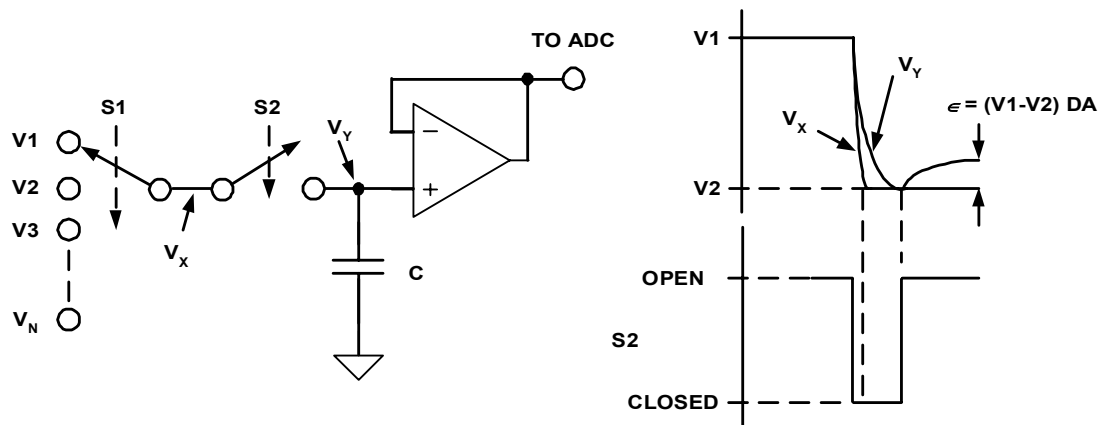 TO ADC
S1
S2
V1
V2
V3
VN
VX
VY
−
+
C
V1
V2
VY
VX
ϵ = (V1-V2) DA
OPEN
S2
CLOSED